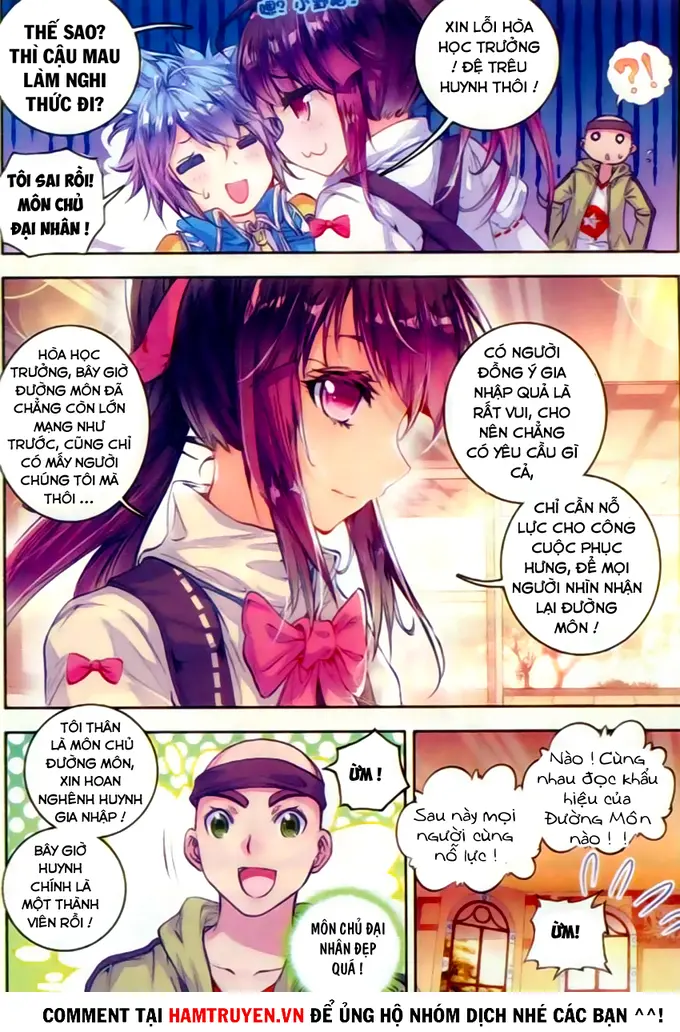 THẾ SAO?
THÌ CẬU MAU
LÀM NGHI
THỨC ĐI?
XIN LỖI HÒA
HỌC TRƯỞNG
! ĐỆ TRÊU
HUYNH THÔI !
?!
TÔI SAI RỒI!
MÔN CHỦ
ĐẠI NHÂN !
HÒA HỌC
TRƯỞNG, BÂY GIỜ
ĐƯỜNG MÔN ĐÃ
CHẲNG CÒN LỚN
MẠNG NHƯ
TRƯỚC, CŨNG CHỈ
CÓ MẤY NGƯỜI
CHÚNG TÔI MÀ
THÔI ...
CÓ NGƯỜI
ĐỒNG Ý GIA
NHẬP QUẢ LÀ
RẤT VUI, CHO
NÊN CHẲNG
CÓ YÊU CẦU GÌ
CẢ,
CHỈ CẦN NỖ
LỰC CHO CÔNG
CUỘC PHỤC
HƯNG, ĐỂ MỌI
NGƯỜI NHÌN NHẬN
LẠI ĐƯỜNG
MÔN !
TÔI THÂN
LÀ MÔN CHỦ
ĐƯỜNG MÔN,
XIN HOAN
NGHÊNH HUYNH
GIA NHẬP !
BÂY GIỜ
HUYNH
CHÍNH LÀ
MỘT THÀNH
VIÊN RỒI !
ỪM !
MÔN CHỦ ĐẠI
NHÂN ĐẸP
QUÁ !
Sau này mọi
người cùng
nỗ lực !
Nào ! Cùng
nhau đọc khẩu
hiệu của
Đường Môn
nào ! !
ỪM!
COMMENT TẠI HAMTRUYEN.VN ĐỂ ỦNG HỘ NHÓM DỊCH NHÉ CÁC BẠN ^^!